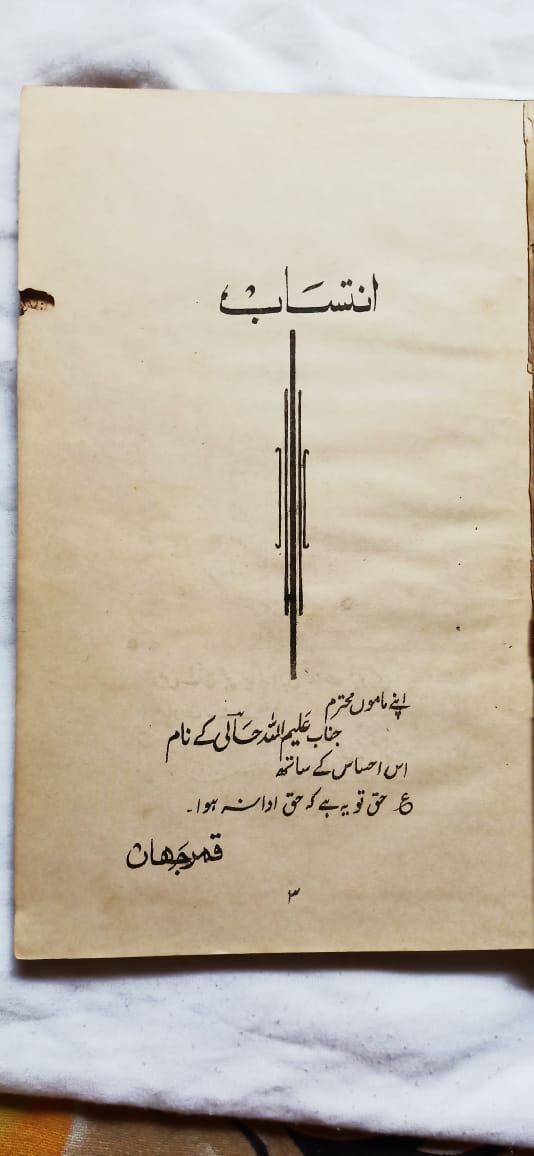 انتساب
اپنے ماموں محترم
جناب علیم اللہ حالی کے نام
اس احساس کے ساتھ
ع حق تو یہ ہے کہ حق ادا نہ ہوا۔
قمر جہاں
۳